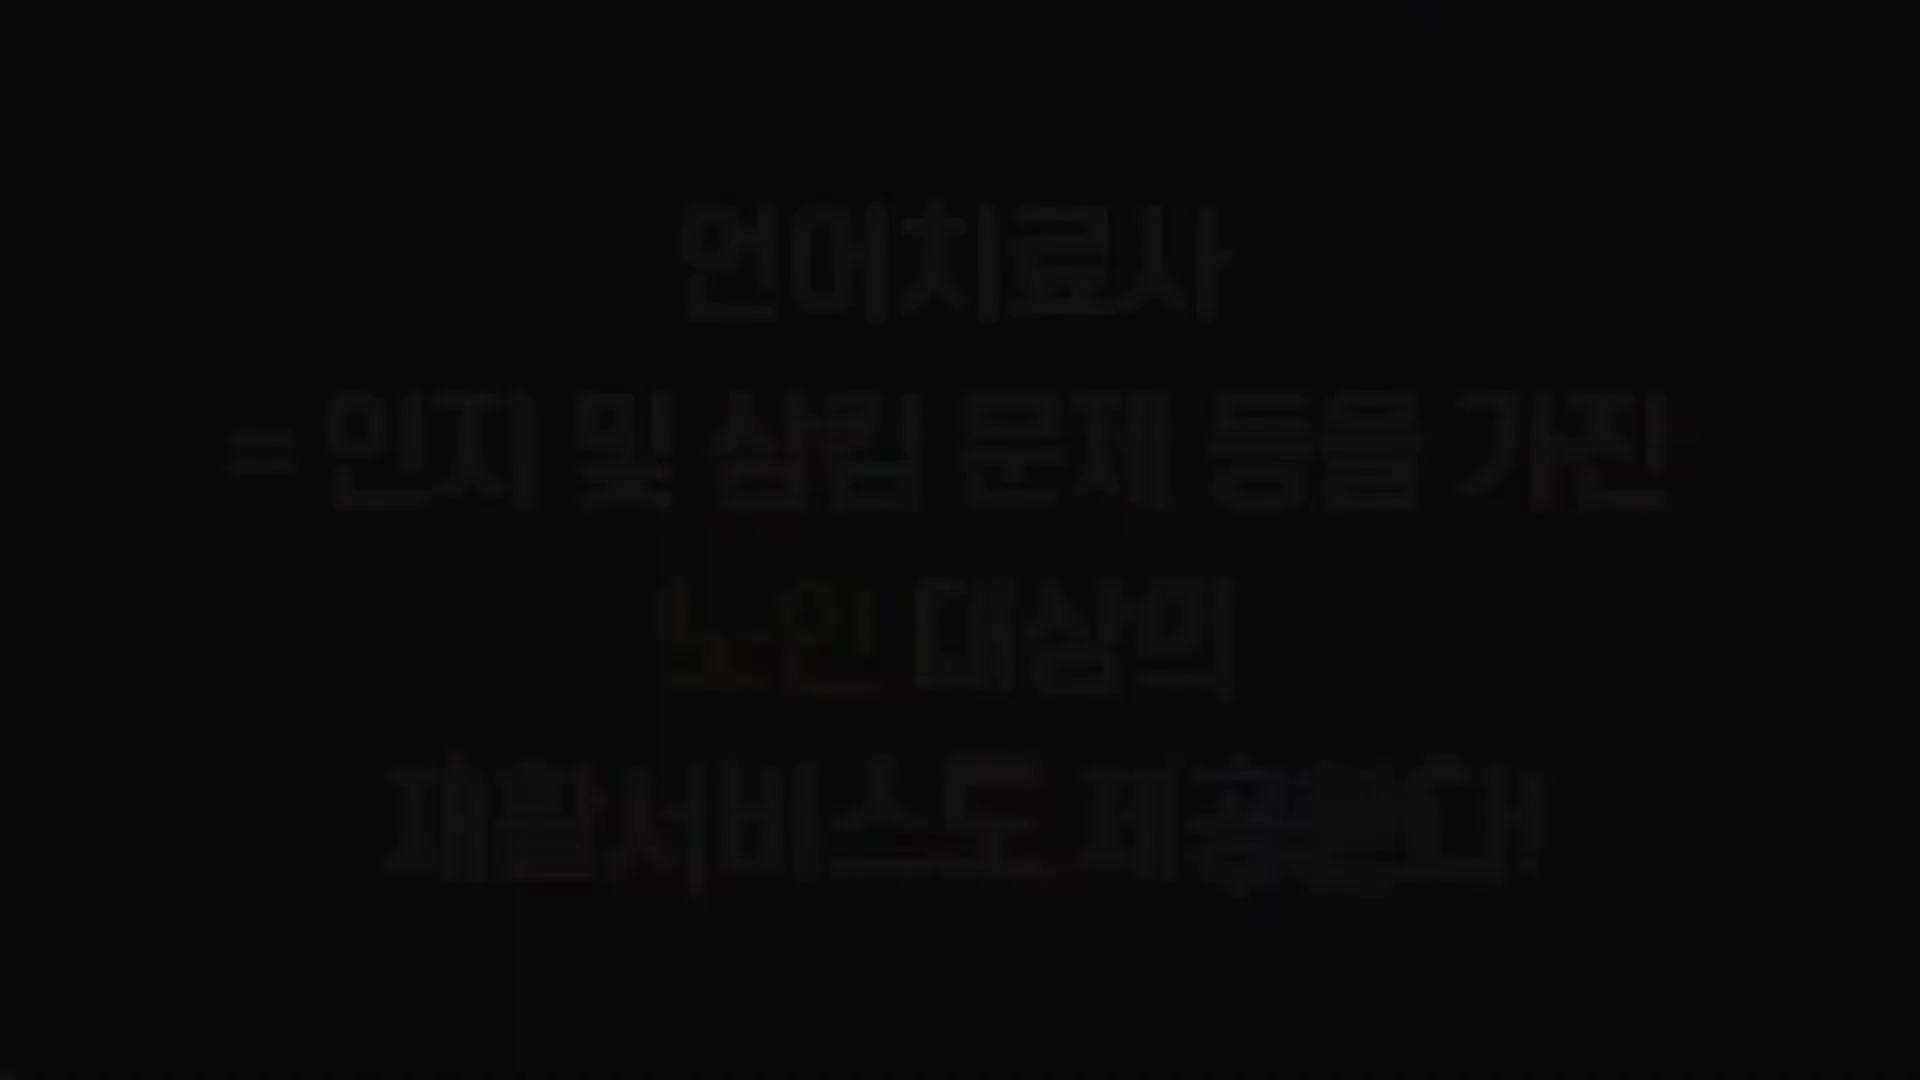 언어치료사
= 인지 및 삼킴 문제 등을 가진
노인 대상의
재활서비스도 제공한다!